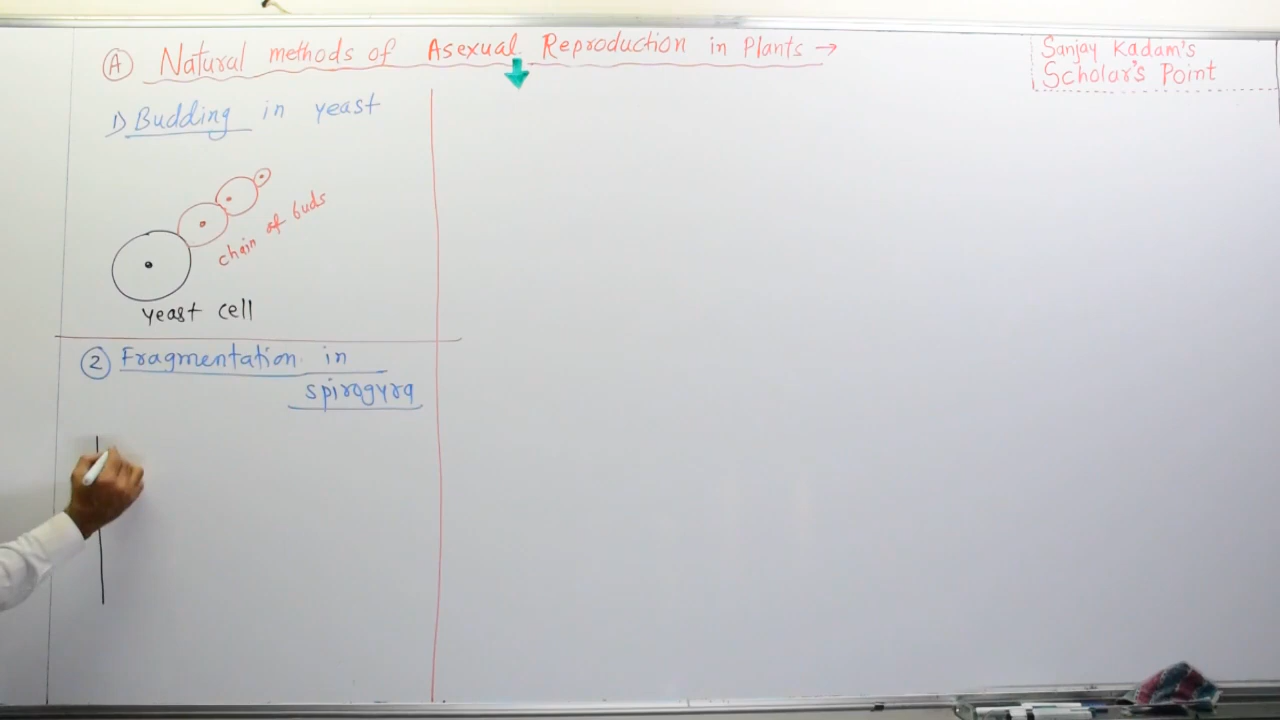 A Natural methods of Asexual Reproduction in Plants →
Sanjay Kadam's
Scholar's Point
1) Budding in yeast
chain of buds
yeast cell
2 Fragmentation in
spirogyra